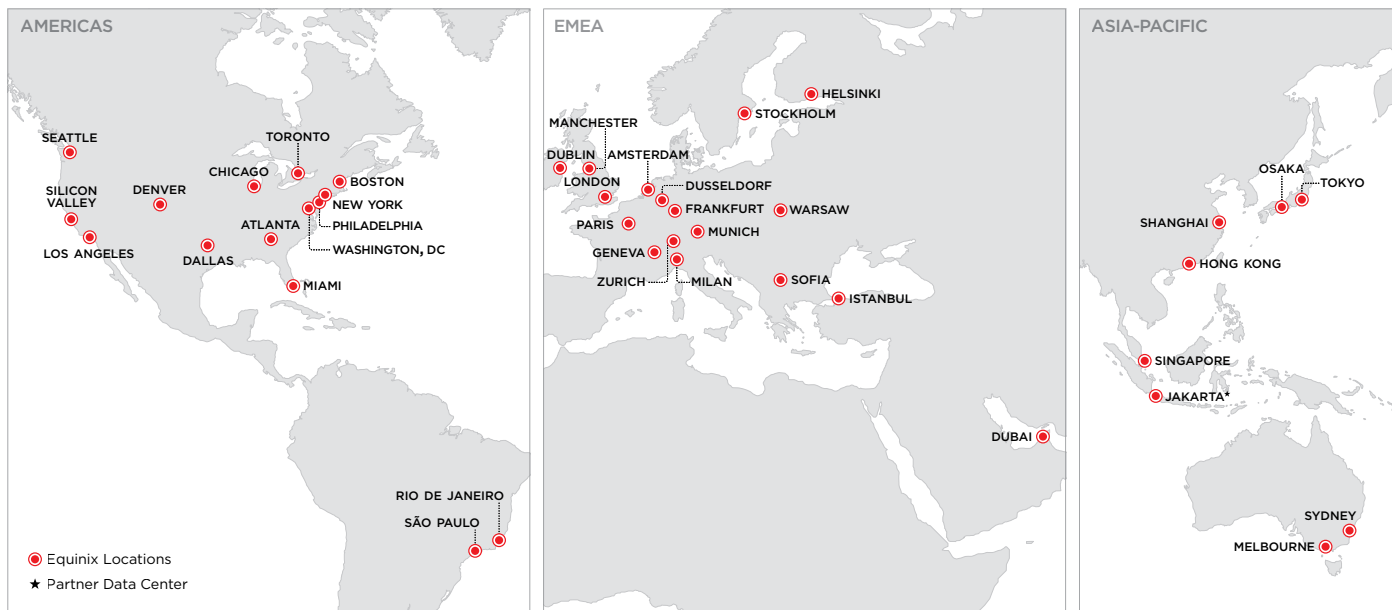 AMERICAS
SEATTLE
SILICON
VALLEY
LOS ANGELES
DENVER
DALLAS
CHICAGO
TORONTO
ATLANTA
BOSTON
NEW YORK
PHILADELPHIA
WASHINGTON, DC
MIAMI
RIO DE JANEIRO
SÃO PAULO
Equinix Locations
★ Partner Data Center
EMEA
HELSINKI
STOCKHOLM
MANCHESTER
DUBLIN
AMSTERDAM
LONDON
DUSSELDORF
FRANKFURT
WARSAW
PARIS
MUNICH
GENEVA
ZURICH
MILAN
SOFIA
ISTANBUL
DUBAI
ASIA-PACIFIC
OSAKA
TOKYO
SHANGHAI
HONG KONG
SINGAPORE
JAKARTA★
SYDNEY
MELBOURNE